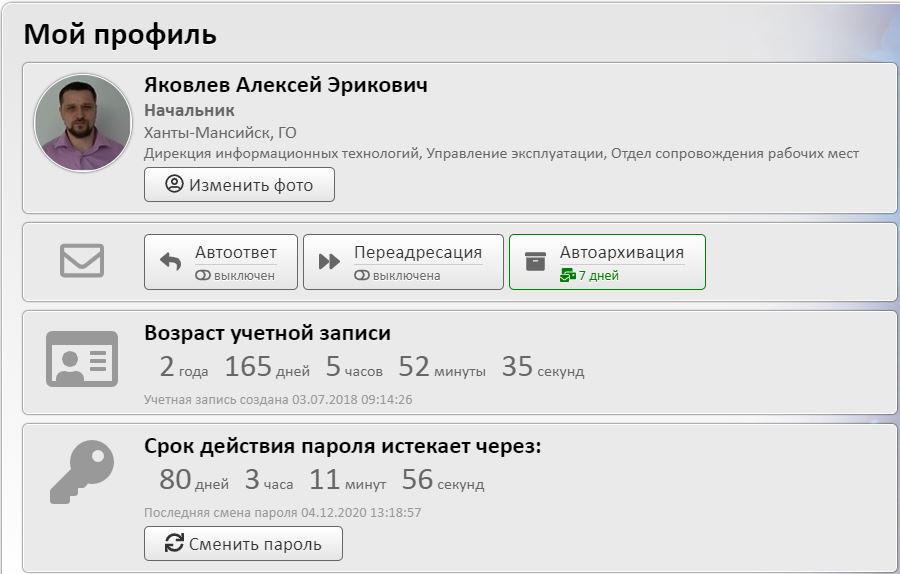 Мой профиль
Яковлев Алексей Эрикович
Начальник
Ханты-Мансийск, ГО
Дирекция информационных технологий, Управление эксплуатации, Отдел сопровождения рабочих мест
Изменить фото
Автоответ
выключен
Переадресация
выключена
Автоархивация
7 дней
Возраст учетной записи
2 года 165 дней 5 часов 52 минуты 35 секунд
Учетная запись создана 03.07.2018 09:14:26
Срок действия пароля истекает через:
80 дней 3 часа 11 минут 56 секунд
Последняя смена пароля 04.12.2020 13:18:57
Сменить пароль